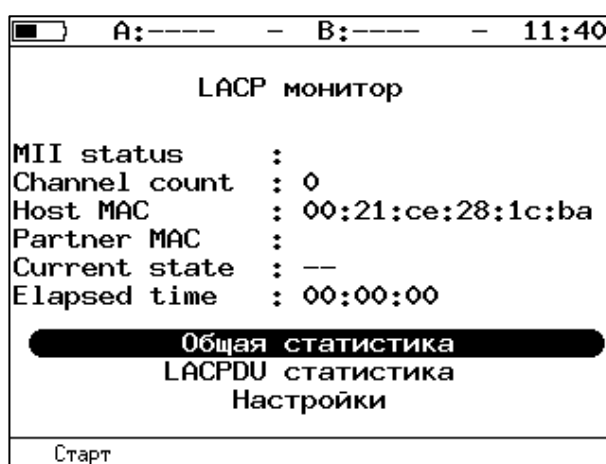 A:---- - B:---- - 11:40
LACP монитор
MII status :
Channel count : 0
Host MAC : 00:21:ce:28:1c:ba
Partner MAC :
Current state : --
Elapsed time : 00:00:00
Общая статистика
LACPDU статистика
Настройки
Старт